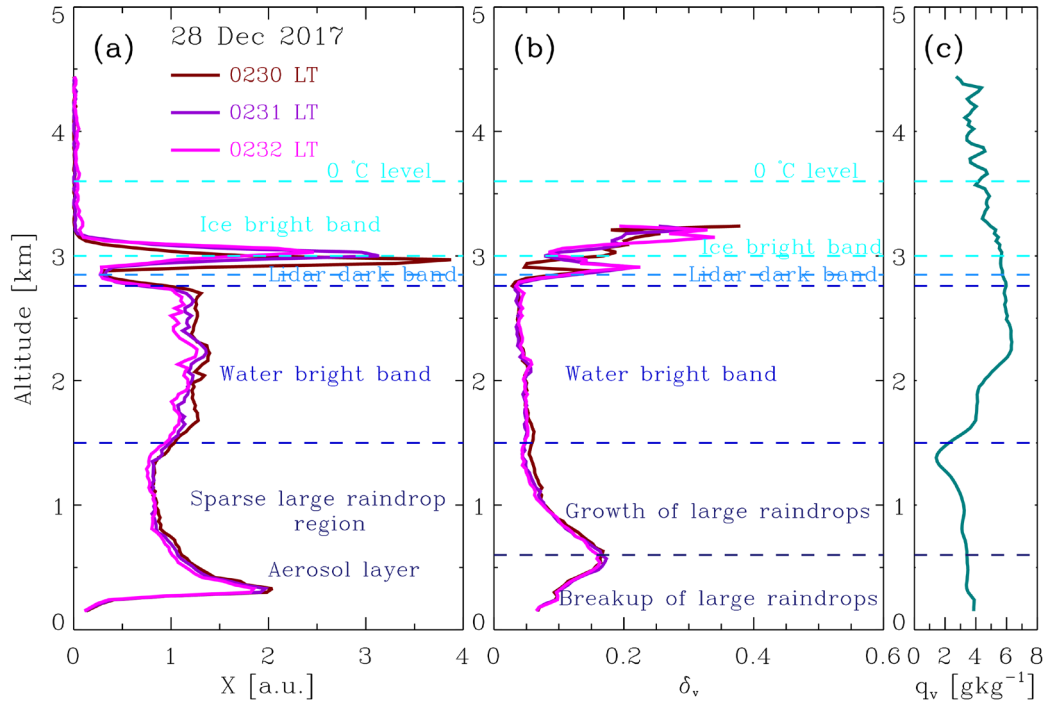 (a)
28 Dec 2017
0230 LT
0231 LT
0232 LT
0 °C level
Ice bright band
Lidar dark band
Water bright band
Sparse large raindrop
region
Aerosol layer
Altitude [km]
5
4
3
2
1
0
0 1 2 3 4
X [a.u.]
(b)
0 °C level
Ice bright band
Lidar dark band
Water bright band
Growth of large raindrops
Breakup of large raindrops
5
4
3
2
1
0
0.2 0.4 0.6
δv
(c)
5
4
3
2
1
0
0 2 4 6 8
qv [gkg⁻¹]